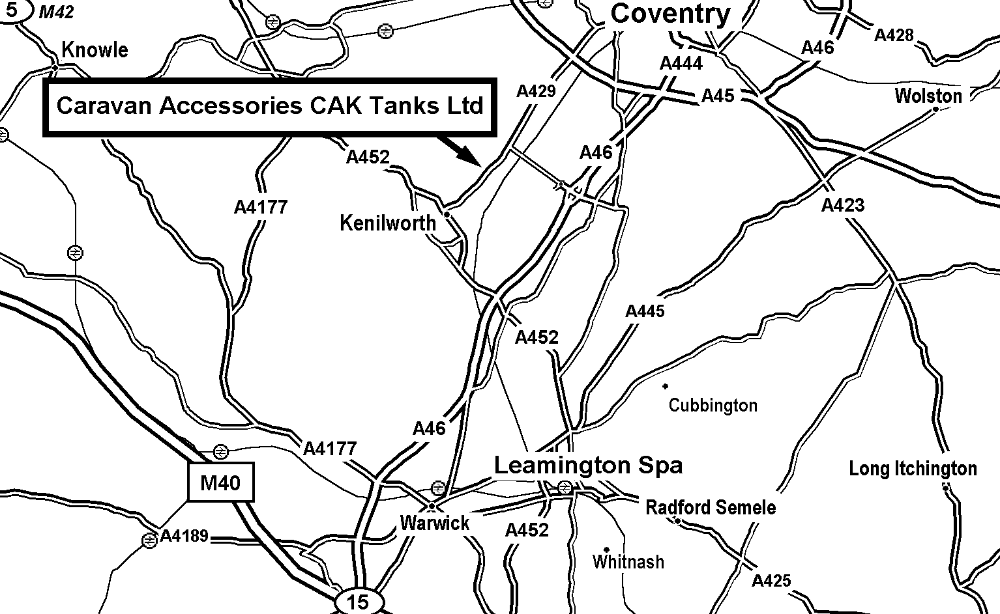 5 M42
Coventry
A428
Knowle
A46
A444
A429
A45
Wolston
Caravan Accessories CAK Tanks Ltd
A452
A46
A4177
A423
Kenilworth
A445
A452
Cubbington
A46
A4177
Leamington Spa
Long Itchington
M40
Radford Semele
Warwick
A452
A4189
Whitnash
A425
15